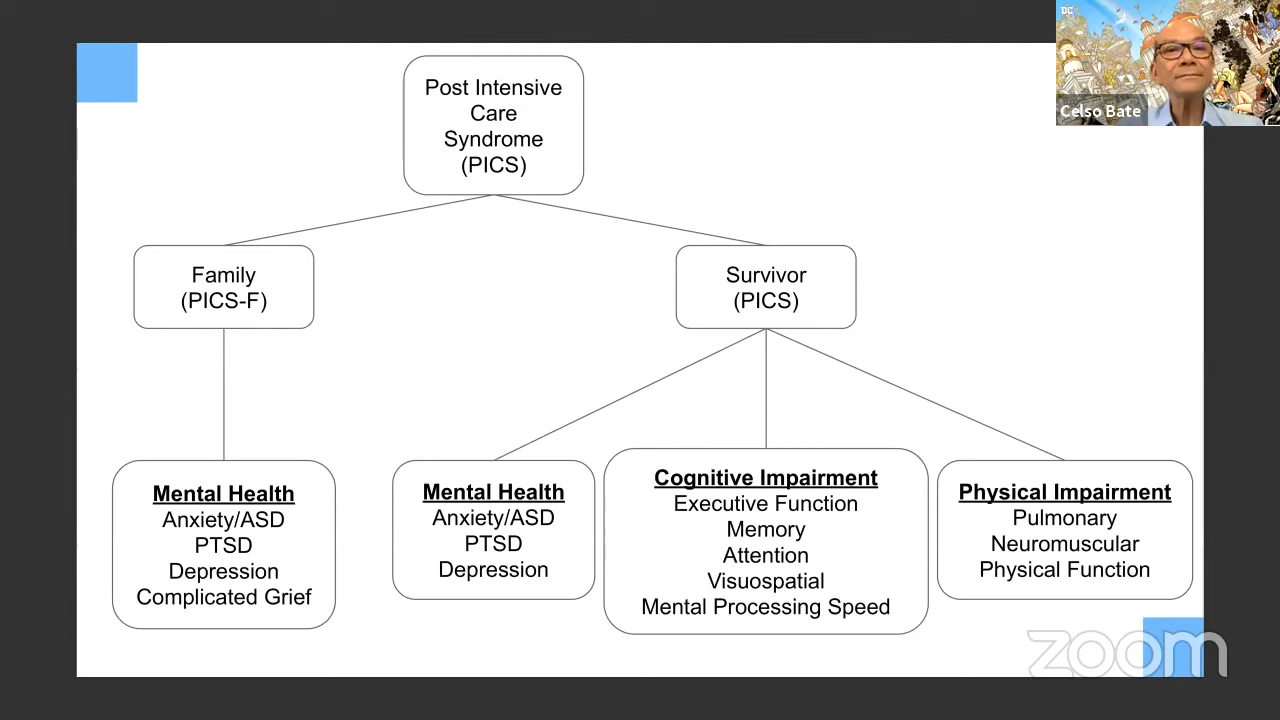 DC
Celso Bate
Post Intensive
Care
Syndrome
(PICS)
Family
(PICS-F)
Survivor
(PICS)
Mental Health
Anxiety/ASD
PTSD
Depression
Complicated Grief
Mental Health
Anxiety/ASD
PTSD
Depression
Cognitive Impairment
Executive Function
Memory
Attention
Visuospatial
Mental Processing Speed
Physical Impairment
Pulmonary
Neuromuscular
Physical Function
zoom